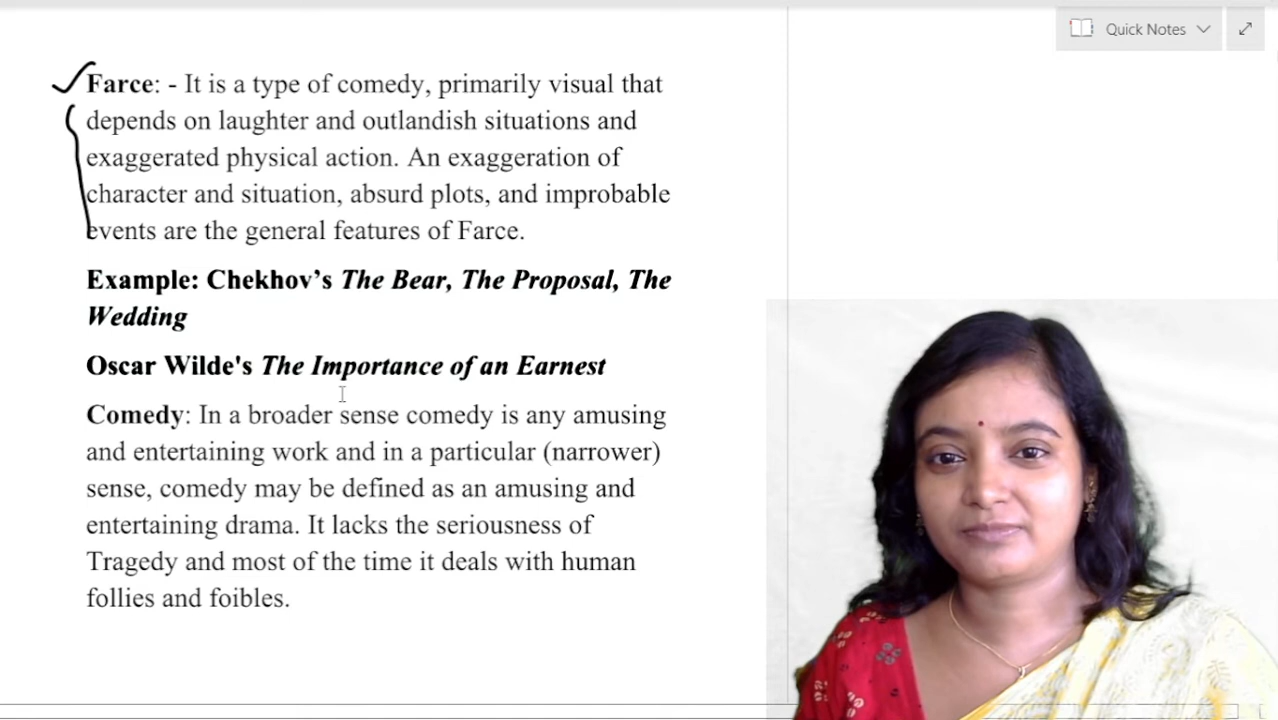 Quick Notes
Farce: - It is a type of comedy, primarily visual that
depends on laughter and outlandish situations and
exaggerated physical action. An exaggeration of
character and situation, absurd plots, and improbable
events are the general features of Farce.
Example: Chekhov’s The Bear, The Proposal, The
Wedding
Oscar Wilde's The Importance of an Earnest
Comedy: In a broader sense comedy is any amusing
and entertaining work and in a particular (narrower)
sense, comedy may be defined as an amusing and
entertaining drama. It lacks the seriousness of
Tragedy and most of the time it deals with human
follies and foibles.